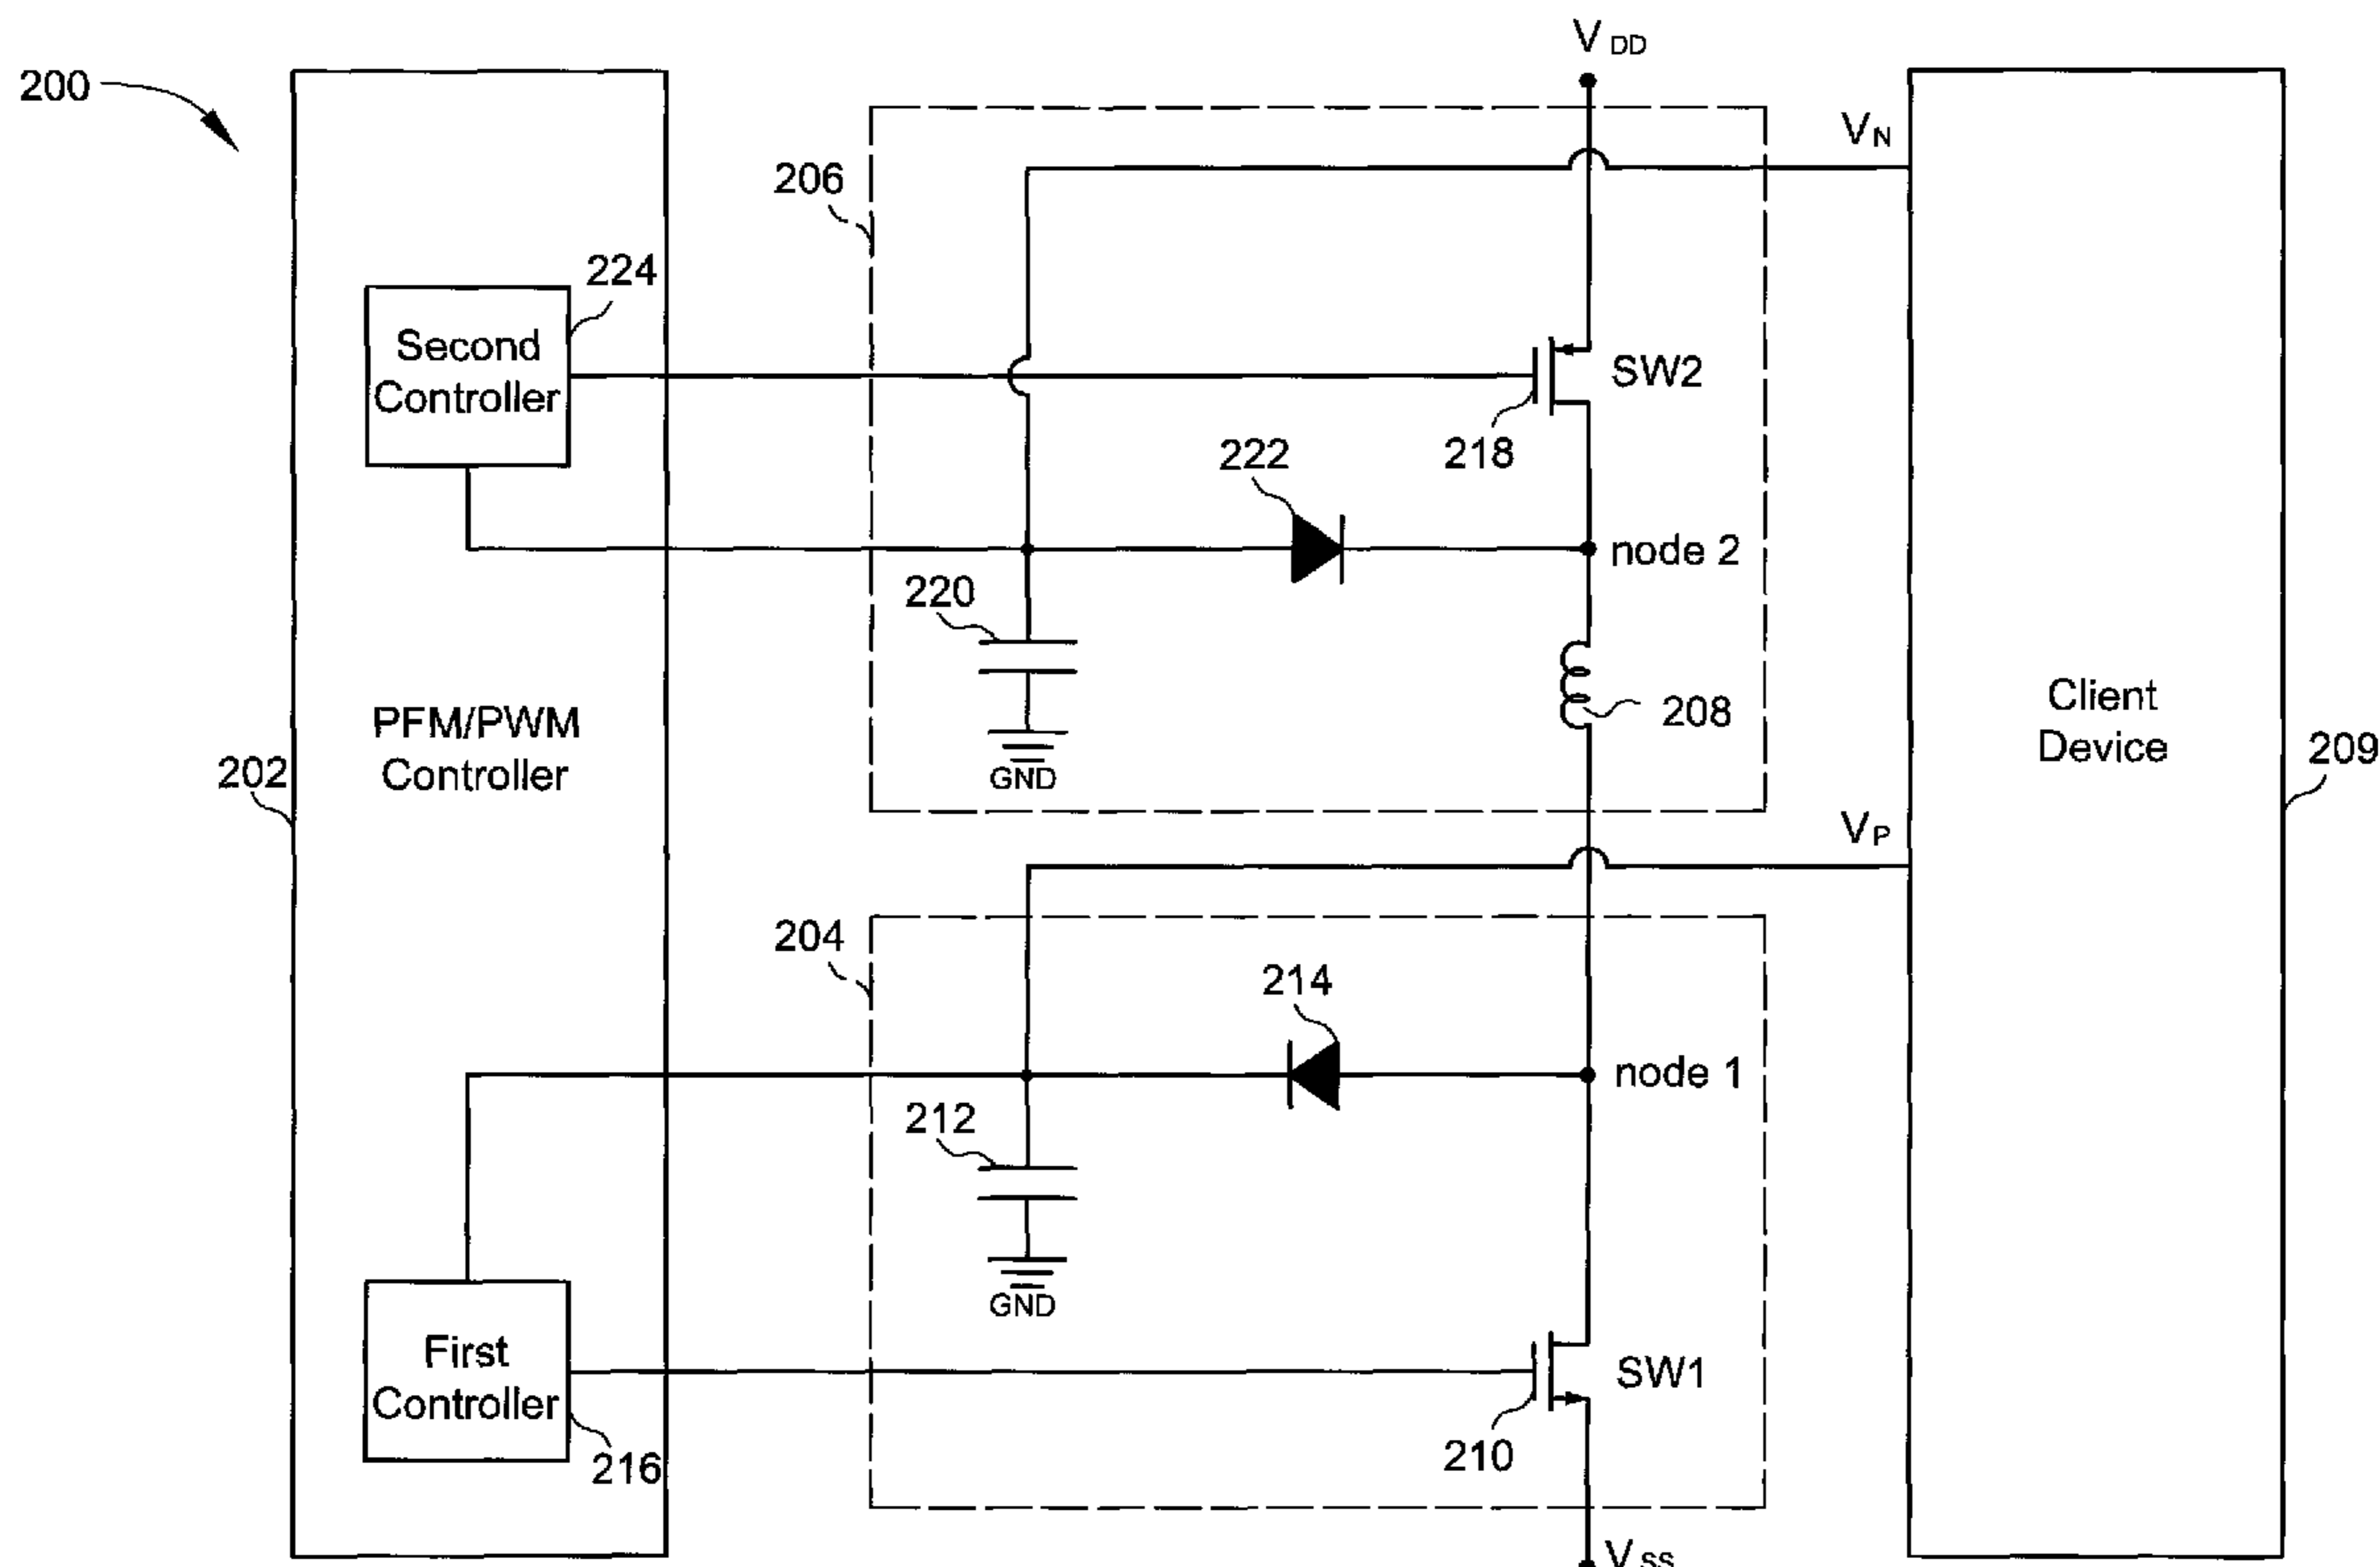 200
V DD
VN
206
224
Second
Controller
SW2
218
222
node 2
220
GND
208
PFM/PWM
Controller
202
Client
Device
209
VP
204
214
node 1
212
GND
First
Controller
216
SW1
210
V SS